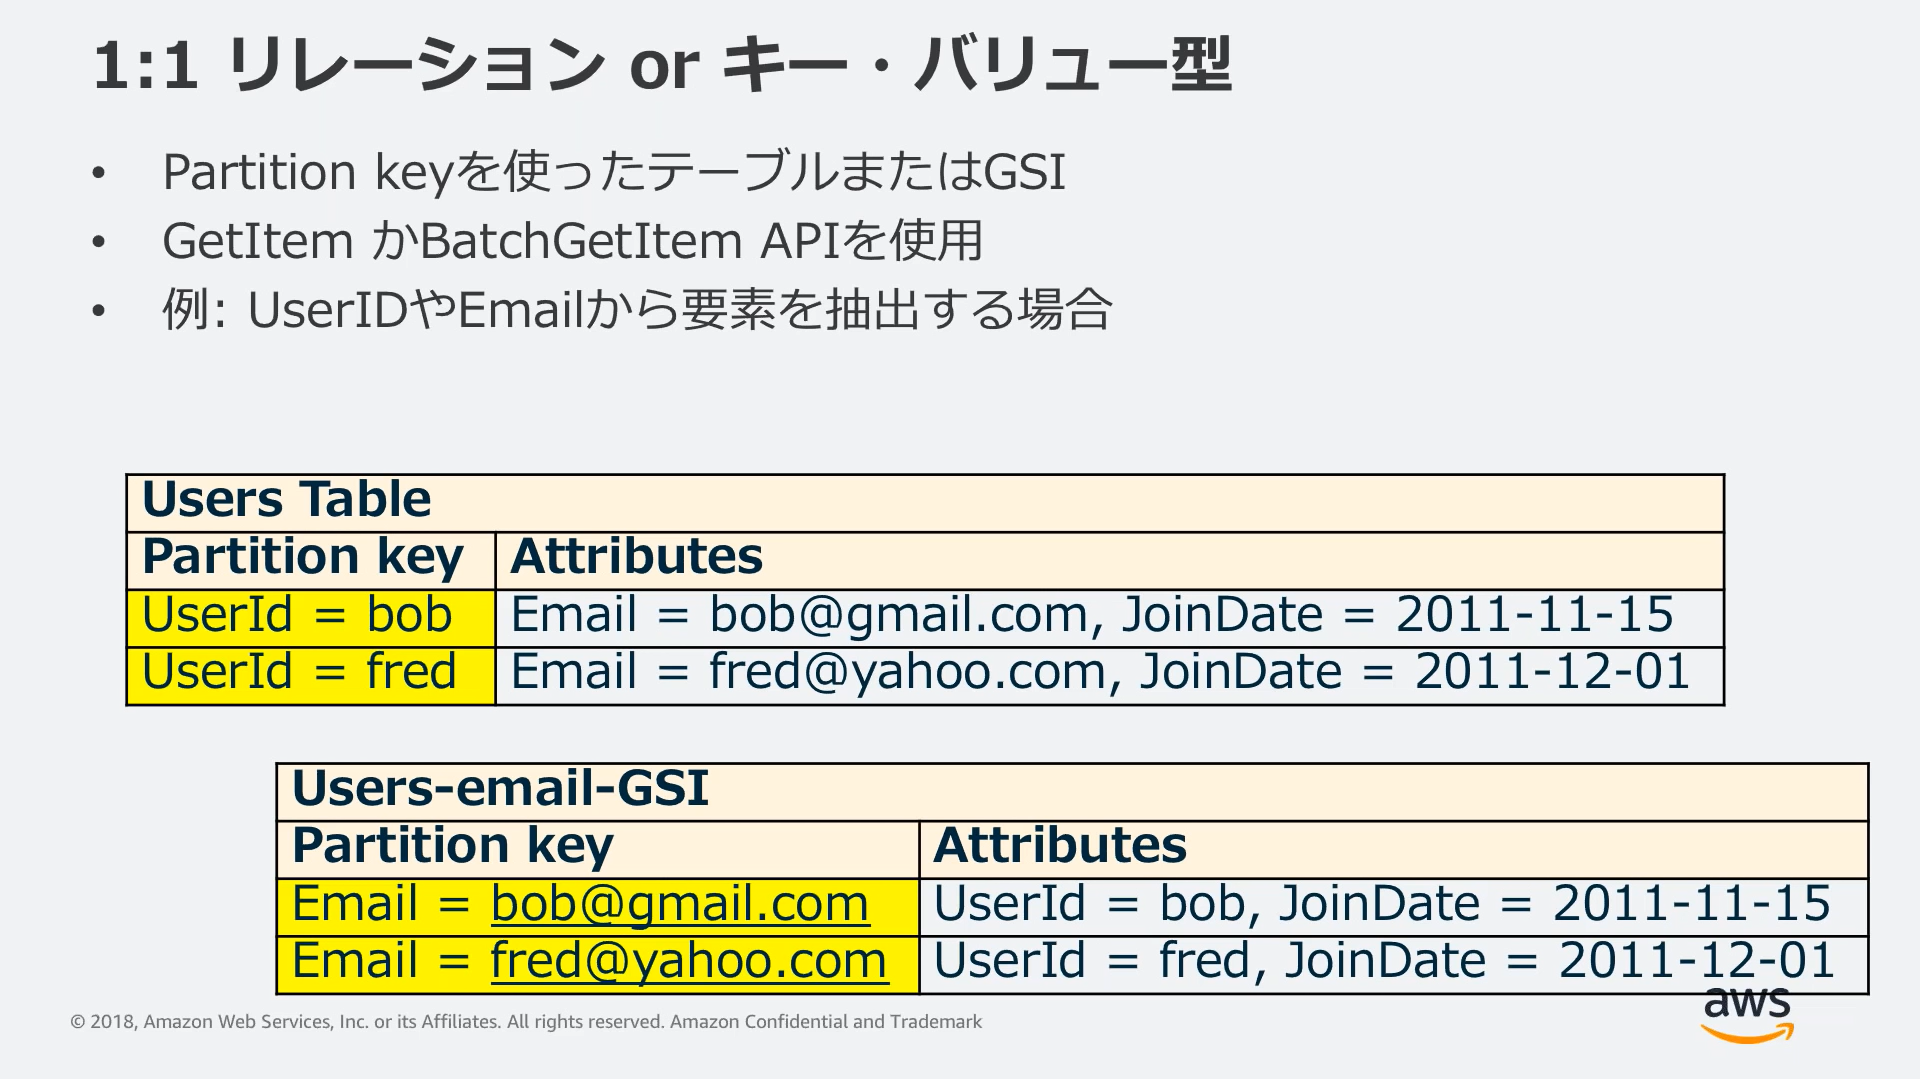 1:1 リレーション or キー・バリュー型
• Partition keyを使ったテーブルまたはGSI
• GetItem かBatchGetItem APIを使用
• 例: UserIDやEmailから要素を抽出する場合
Users Table
Partition key Attributes
UserId = bob Email = bob@gmail.com, JoinDate = 2011-11-15
UserId = fred Email = fred@yahoo.com, JoinDate = 2011-12-01
Users-email-GSI
Partition key Attributes
Email = bob@gmail.com UserId = bob, JoinDate = 2011-11-15
Email = fred@yahoo.com UserId = fred, JoinDate = 2011-12-01
© 2018, Amazon Web Services, Inc. or its Affiliates. All rights reserved. Amazon Confidential and Trademark
aws